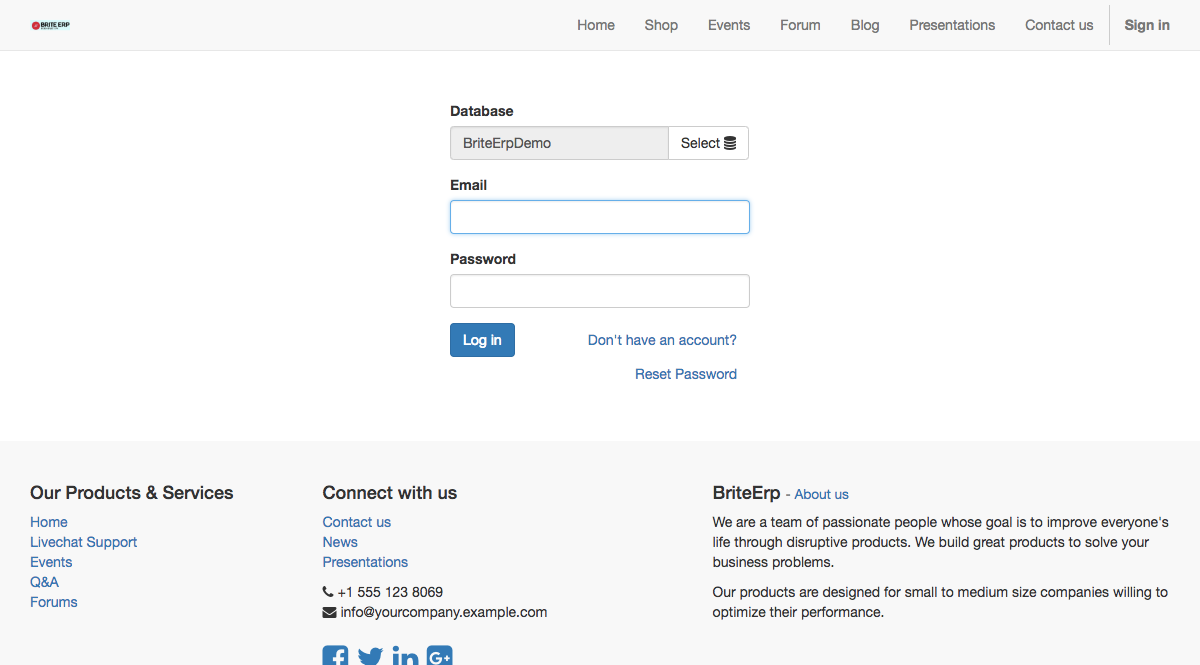 BRITE ERP
Home Shop Events Forum Blog Presentations Contact us Sign in
Database
BriteErpDemo Select
Email
Password
Log in Don't have an account?
Reset Password
Our Products & Services
Home
Livechat Support
Events
Q&A
Forums
Connect with us
Contact us
News
Presentations
+1 555 123 8069
info@yourcompany.example.com
BriteErp - About us
We are a team of passionate people whose goal is to improve everyone's
life through disruptive products. We build great products to solve your
business problems.
Our products are designed for small to medium size companies willing to
optimize their performance.